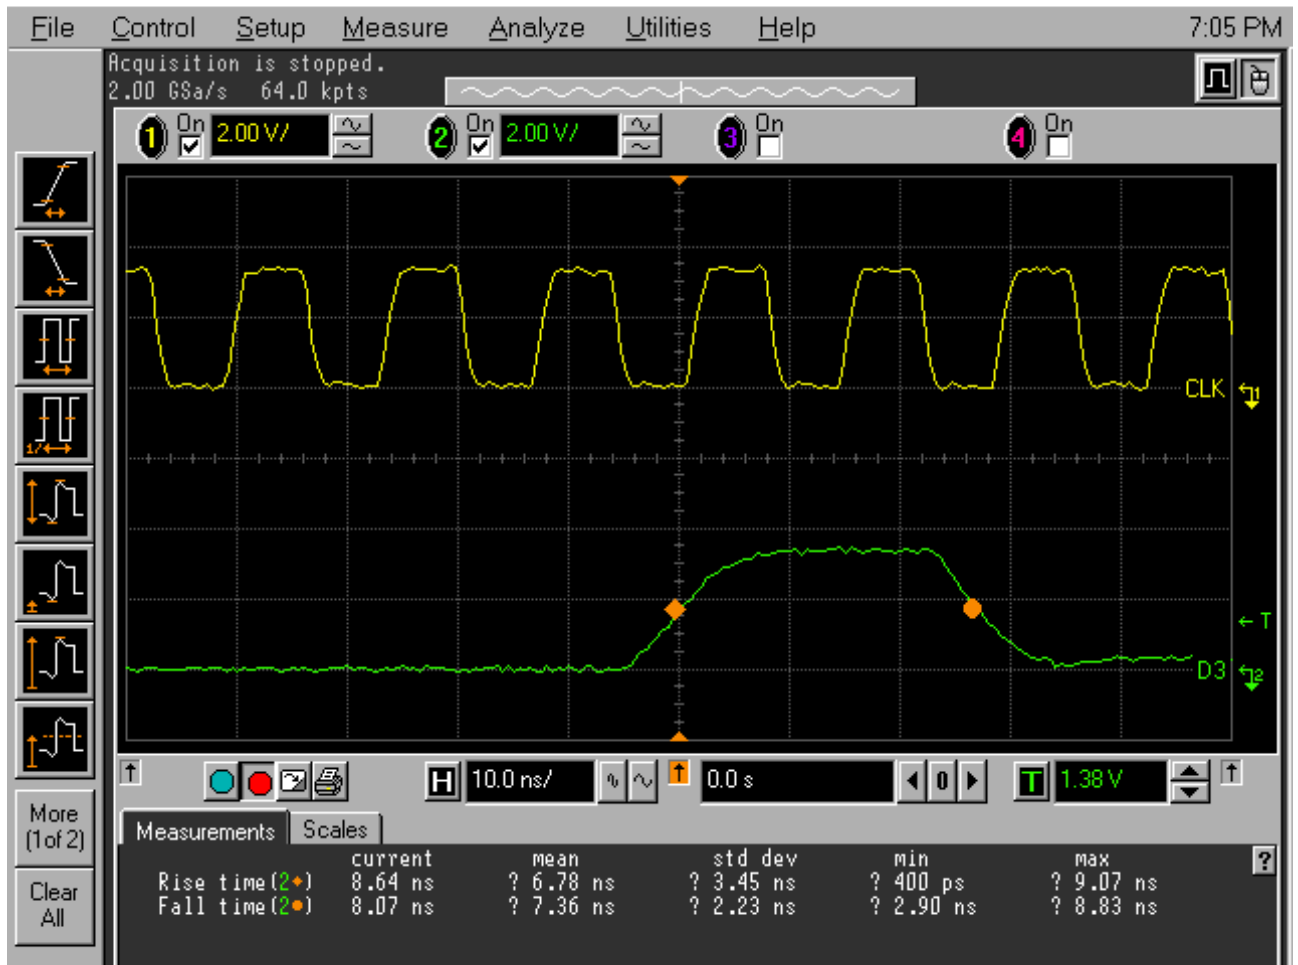 File Control Setup Measure Analyze Utilities Help 7:05 PM
Acquisition is stopped.
2.00 GSa/s 64.0 kpts
1 On 2.00 V/ 2 On 2.00 V/ 3 On 4 On
CLK 1
T
D3 2
H 10.0 ns/ 0.0 s 0 T 1.38 V
1/
More
(1 of 2)
Clear
All
Measurements Scales
current mean std dev min max ?
Rise time(2) 8.64 ns ? 6.78 ns ? 3.45 ns ? 400 ps ? 9.07 ns
Fall time(2) 8.07 ns ? 7.36 ns ? 2.23 ns ? 2.90 ns ? 8.83 ns